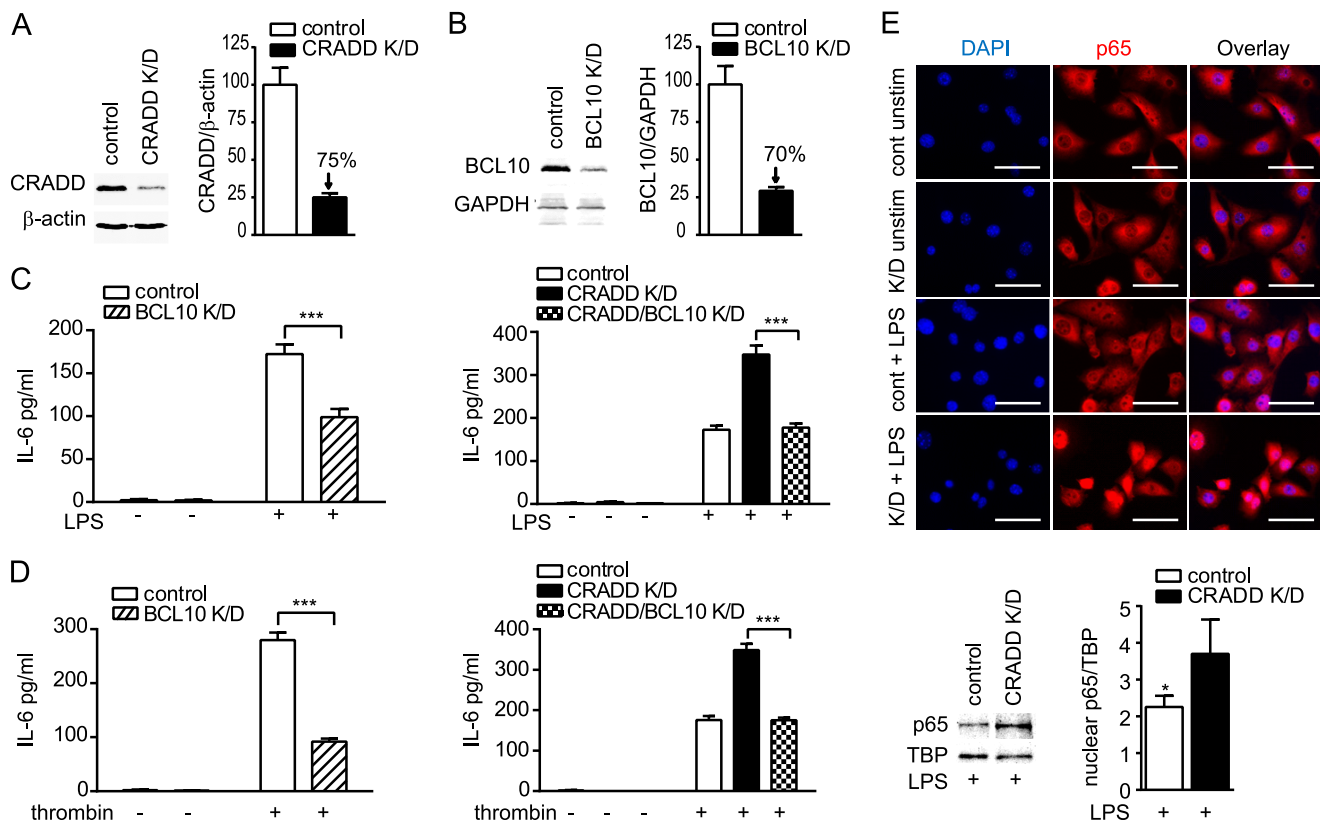 A
control
CRADD K/D
CRADD
β-actin
control
CRADD K/D
CRADD/β-actin
125
100
75
50
25
0
75%
B
control
BCL10 K/D
BCL10
GAPDH
control
BCL10 K/D
BCL10/GAPDH
125
100
75
50
25
0
70%
C
control
BCL10 K/D
IL-6 pg/ml
200
150
100
50
0
***
LPS - - + +
control
CRADD K/D
CRADD/BCL10 K/D
IL-6 pg/ml
400
300
200
100
0
***
- - - + + +
D
control
BCL10 K/D
IL-6 pg/ml
300
200
100
0
***
thrombin - - + +
control
CRADD K/D
CRADD/BCL10 K/D
IL-6 pg/ml
400
300
200
100
0
***
thrombin - - - + + +
E
DAPI p65 Overlay
cont unstim
K/D unstim
cont + LPS
K/D + LPS
control
CRADD K/D
p65
TBP
LPS + +
control
CRADD K/D
nuclear p65/TBP
5
4
3
2
1
0
*
LPS + +